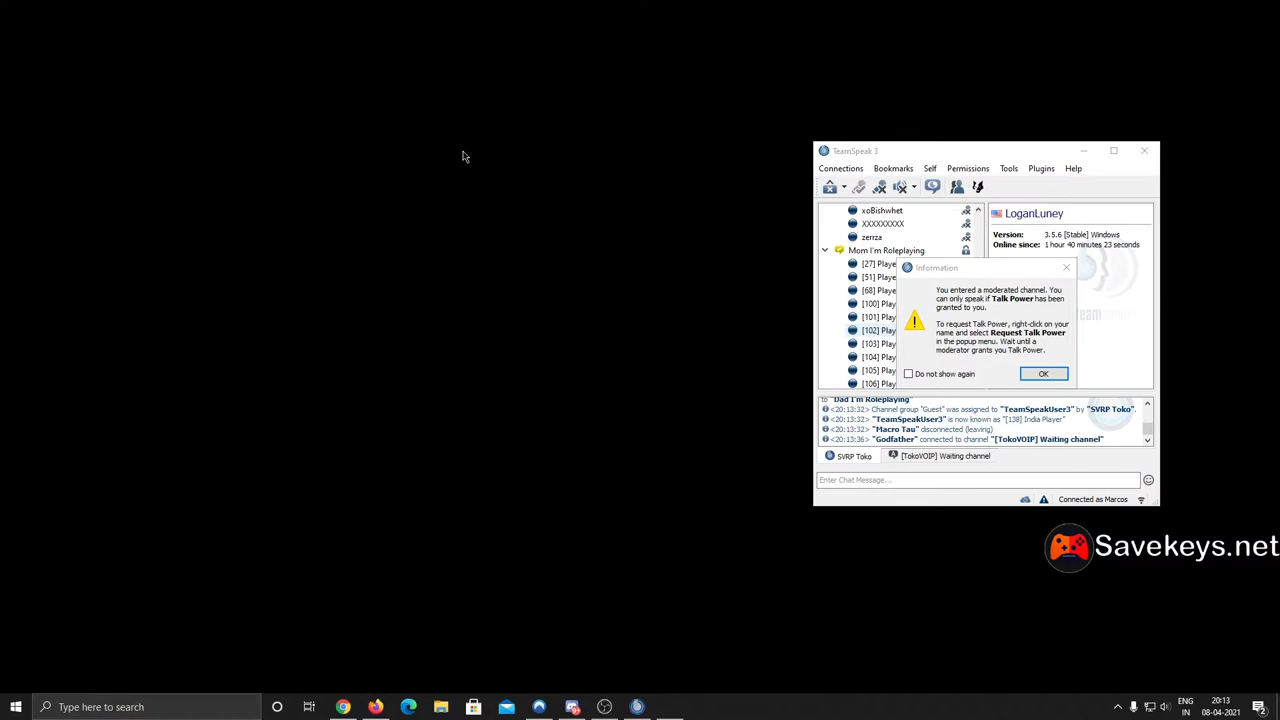 TeamSpeak 3
Connections Bookmarks Self Permissions Tools Plugins Help
xoBishwhet
XXXXXXXXX
zerrza
Mom I'm Roleplaying
[27] Playe
[51] Playe
[68] Playe
[100] Play
[101] Play
[102] Play
[103] Play
[104] Play
[105] Play
[106] Play
LoganLuney
Version: 3.5.6 [Stable] Windows
Online since: 1 hour 40 minutes 23 seconds
Information
You entered a moderated channel. You
can only speak if Talk Power has been
granted to you.
To request Talk Power, right-click on your
name and select Request Talk Power
in the popup menu. Wait until a
moderator grants you Talk Power.
Do not show again
OK
to "Dad I'm Roleplaying"
<20:13:32> Channel group "Guest" was assigned to "TeamSpeakUser3" by "SVRP Toko".
<20:13:32> "TeamSpeakUser3" is now known as "[138] India Player"
<20:13:32> "Macro Tau" disconnected (leaving)
<20:13:36> "Godfather" connected to channel "[TokoVOIP] Waiting channel"
SVRP Toko
[TokoVOIP] Waiting channel
Enter Chat Message...
Connected as Marcos
Savekeys.net
Type here to search
ENG
IN
20:13
08-04-2021